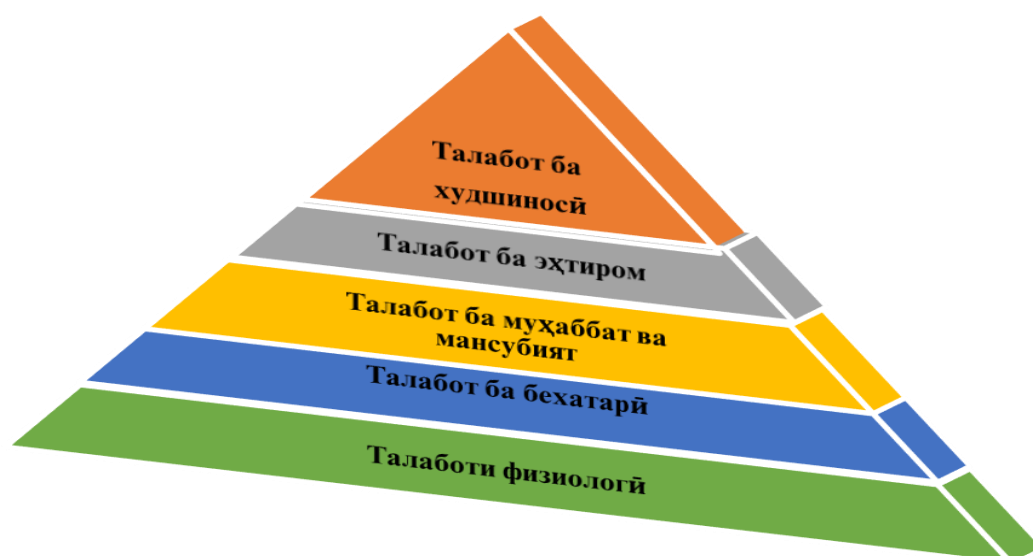 Талабот ба
худшиносӣ
Талабот ба эҳтиром
Талабот ба муҳаббат ва
мансубият
Талабот ба бехатарӣ
Талаботи физиологӣ